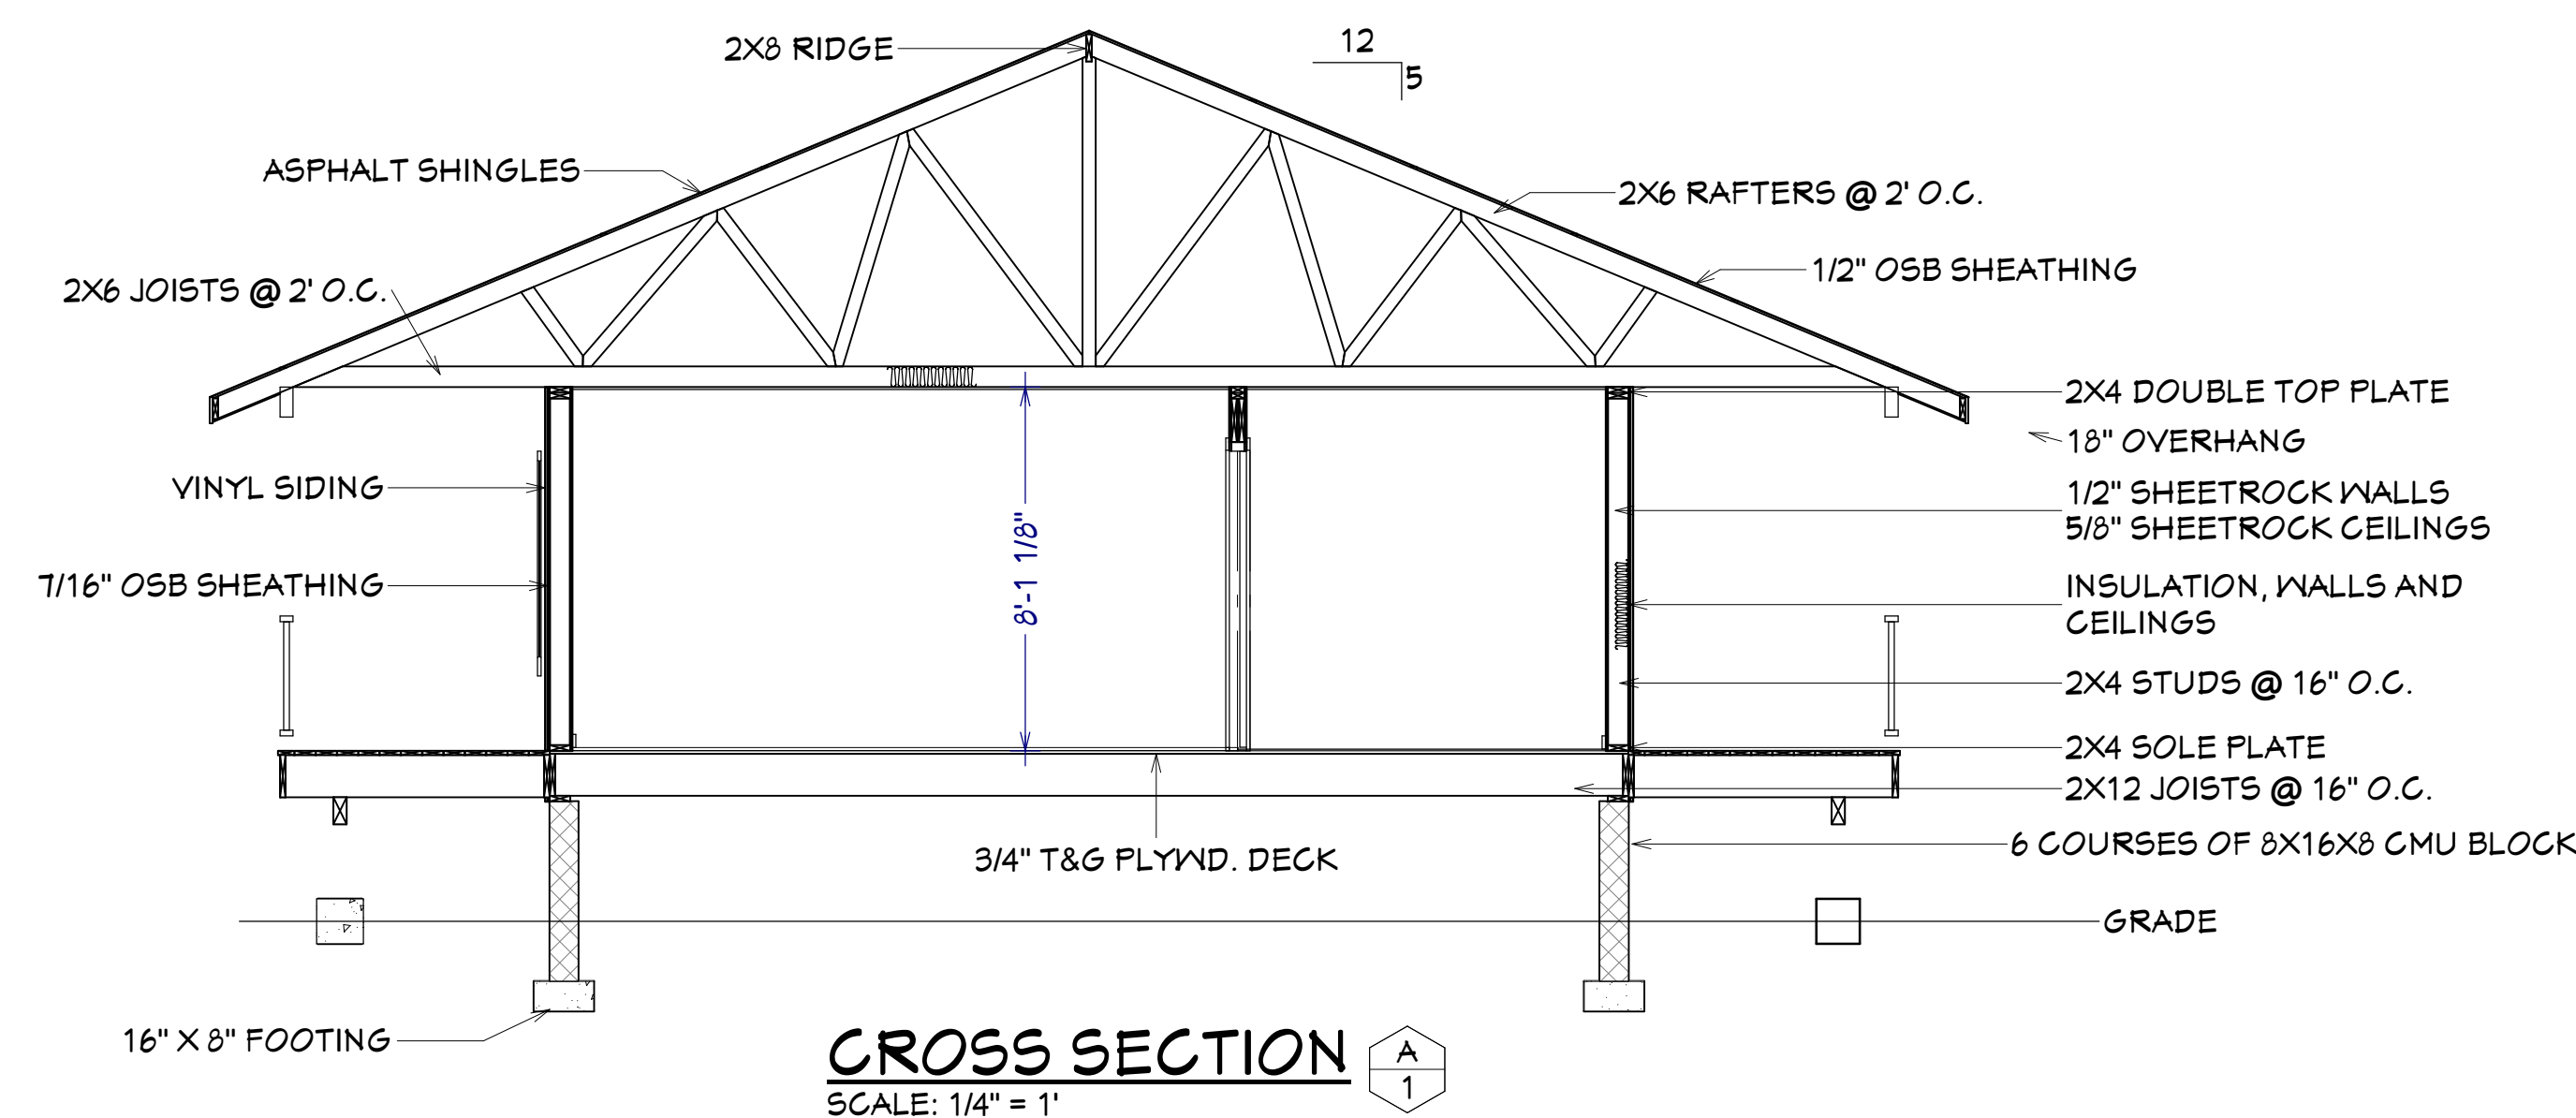 2X8 RIDGE
12
5
ASPHALT SHINGLES
2X6 RAFTERS @ 2' O.C.
1/2" OSB SHEATHING
2X6 JOISTS @ 2' O.C.
2X4 DOUBLE TOP PLATE
18" OVERHANG
VINYL SIDING
1/2" SHEETROCK WALLS
5/8" SHEETROCK CEILINGS
8'-1 1/8"
7/16" OSB SHEATHING
INSULATION, WALLS AND
CEILINGS
2X4 STUDS @ 16" O.C.
2X4 SOLE PLATE
2X12 JOISTS @ 16" O.C.
3/4" T&G PLYWD. DECK
6 COURSES OF 8X16X8 CMU BLOCK
GRADE
16" X 8" FOOTING
CROSS SECTION
A
1
SCALE: 1/4" = 1'